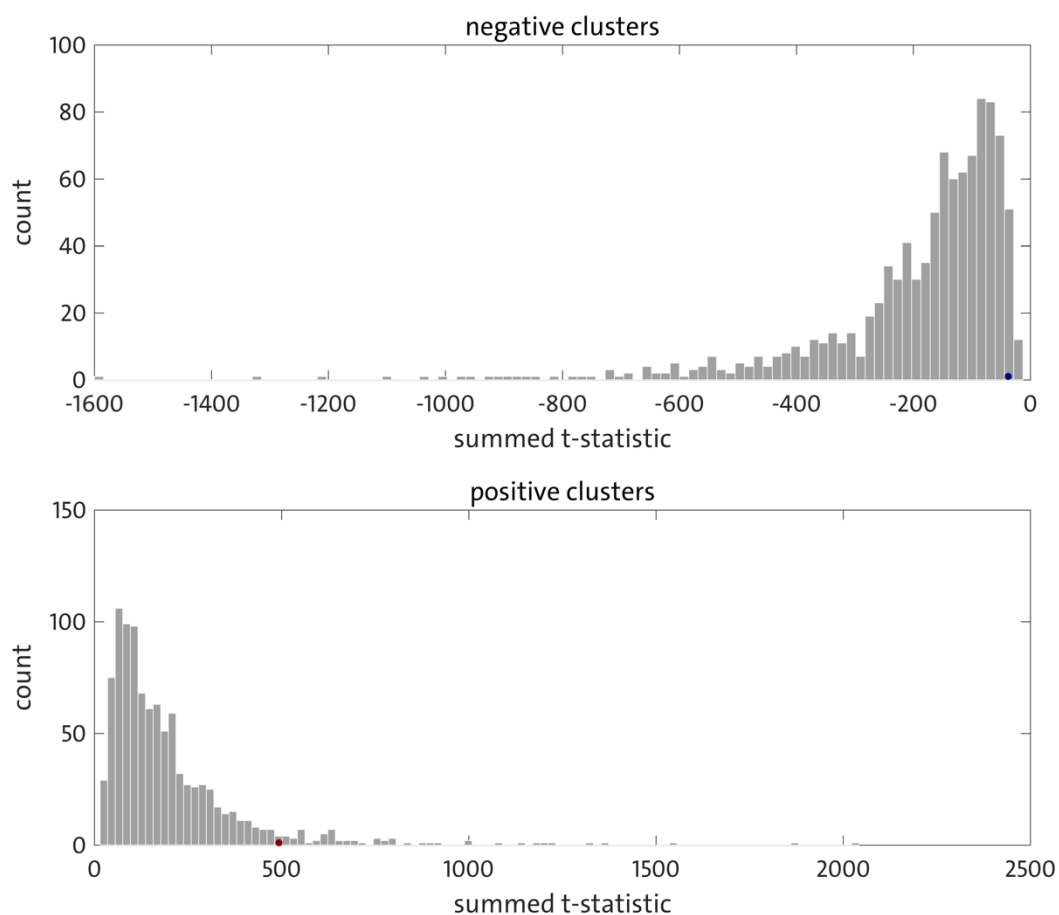 negative clusters
100
80
60
40
20
0
count
-1600 -1400 -1200 -1000 -800 -600 -400 -200 0
summed t-statistic
positive clusters
150
100
50
0
count
0 500 1000 1500 2000 2500
summed t-statistic